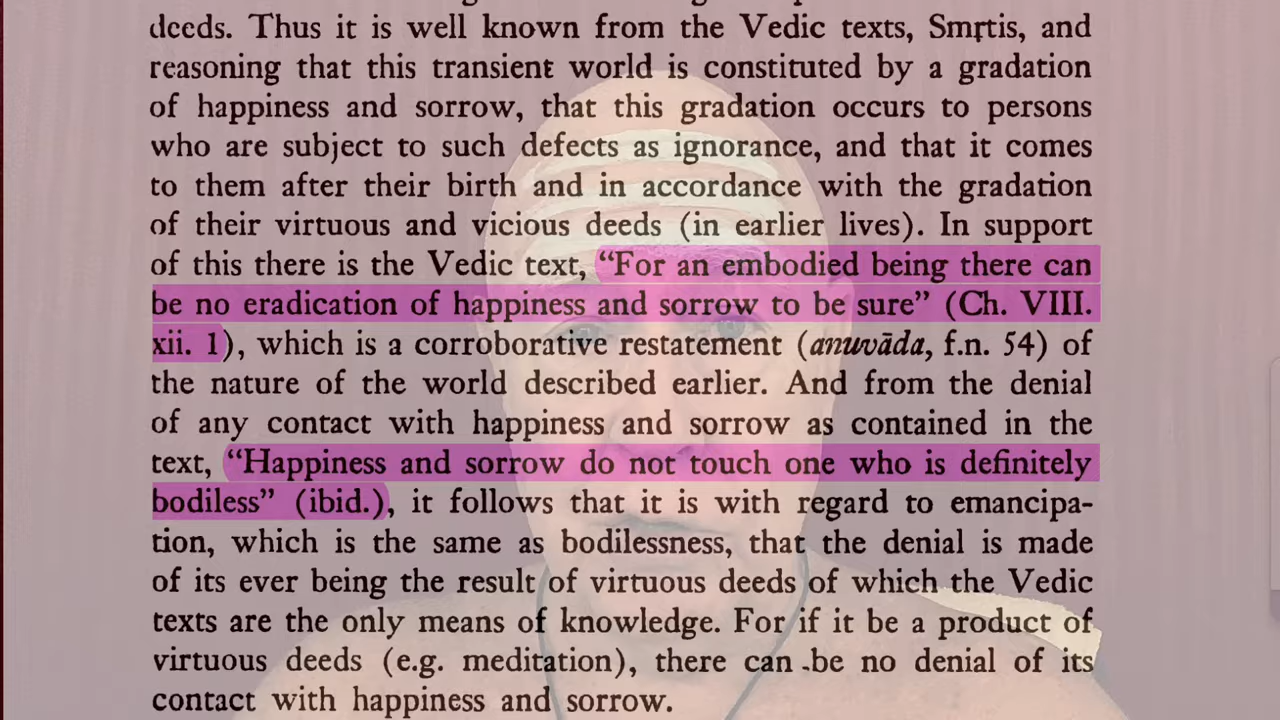 deeds. Thus it is well known from the Vedic texts, Smṛtis, and
reasoning that this transient world is constituted by a gradation
of happiness and sorrow, that this gradation occurs to persons
who are subject to such defects as ignorance, and that it comes
to them after their birth and in accordance with the gradation
of their virtuous and vicious deeds (in earlier lives). In support
of this there is the Vedic text, “For an embodied being there can
be no eradication of happiness and sorrow to be sure” (Ch. VIII.
xii. 1), which is a corroborative restatement (anuvāda, f.n. 54) of
the nature of the world described earlier. And from the denial
of any contact with happiness and sorrow as contained in the
text, “Happiness and sorrow do not touch one who is definitely
bodiless” (ibid.), it follows that it is with regard to emancipa-
tion, which is the same as bodilessness, that the denial is made
of its ever being the result of virtuous deeds of which the Vedic
texts are the only means of knowledge. For if it be a product of
virtuous deeds (e.g. meditation), there can be no denial of its
contact with happiness and sorrow.